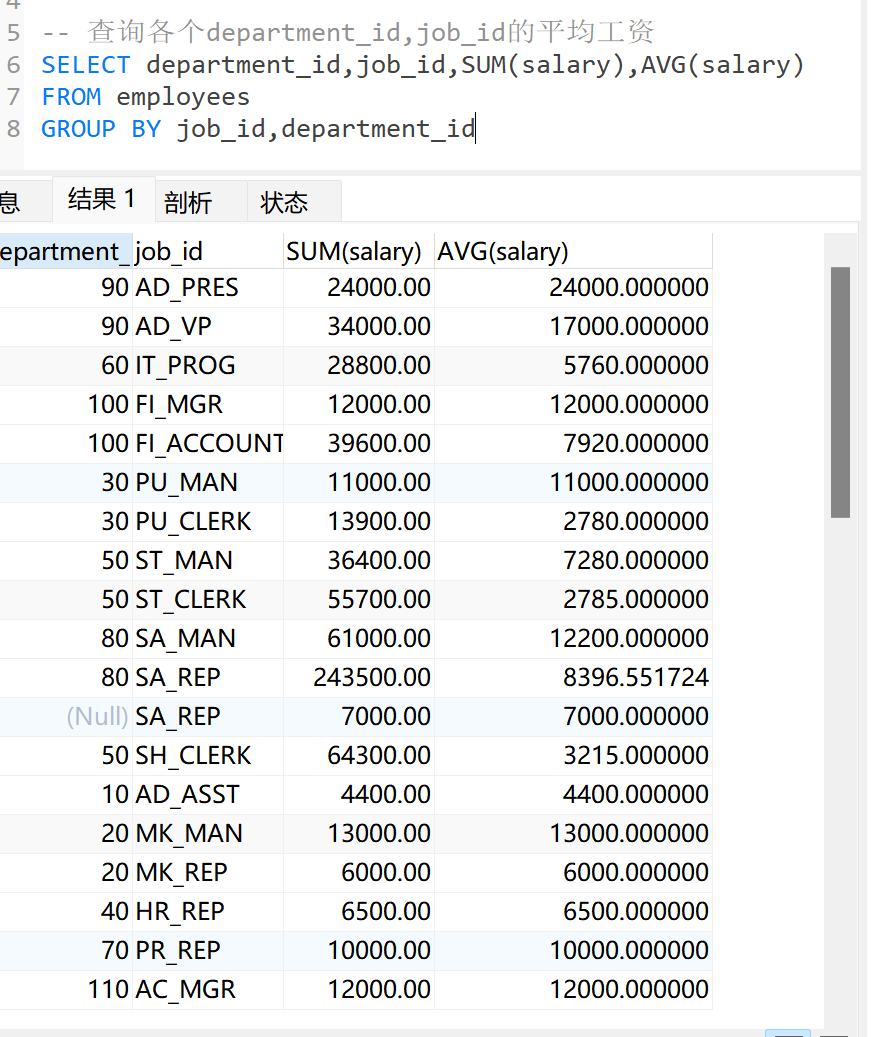 4
5 -- 查询各个department_id,job_id的平均工资
6 SELECT department_id,job_id,SUM(salary),AVG(salary)
7 FROM employees
8 GROUP BY job_id,department_id
息 结果 1 剖析 状态
epartment_ job_id SUM(salary) AVG(salary)
90 AD_PRES 24000.00 24000.000000
90 AD_VP 34000.00 17000.000000
60 IT_PROG 28800.00 5760.000000
100 FI_MGR 12000.00 12000.000000
100 FI_ACCOUNT 39600.00 7920.000000
30 PU_MAN 11000.00 11000.000000
30 PU_CLERK 13900.00 2780.000000
50 ST_MAN 36400.00 7280.000000
50 ST_CLERK 55700.00 2785.000000
80 SA_MAN 61000.00 12200.000000
80 SA_REP 243500.00 8396.551724
(Null) SA_REP 7000.00 7000.000000
50 SH_CLERK 64300.00 3215.000000
10 AD_ASST 4400.00 4400.000000
20 MK_MAN 13000.00 13000.000000
20 MK_REP 6000.00 6000.000000
40 HR_REP 6500.00 6500.000000
70 PR_REP 10000.00 10000.000000
110 AC_MGR 12000.00 12000.000000